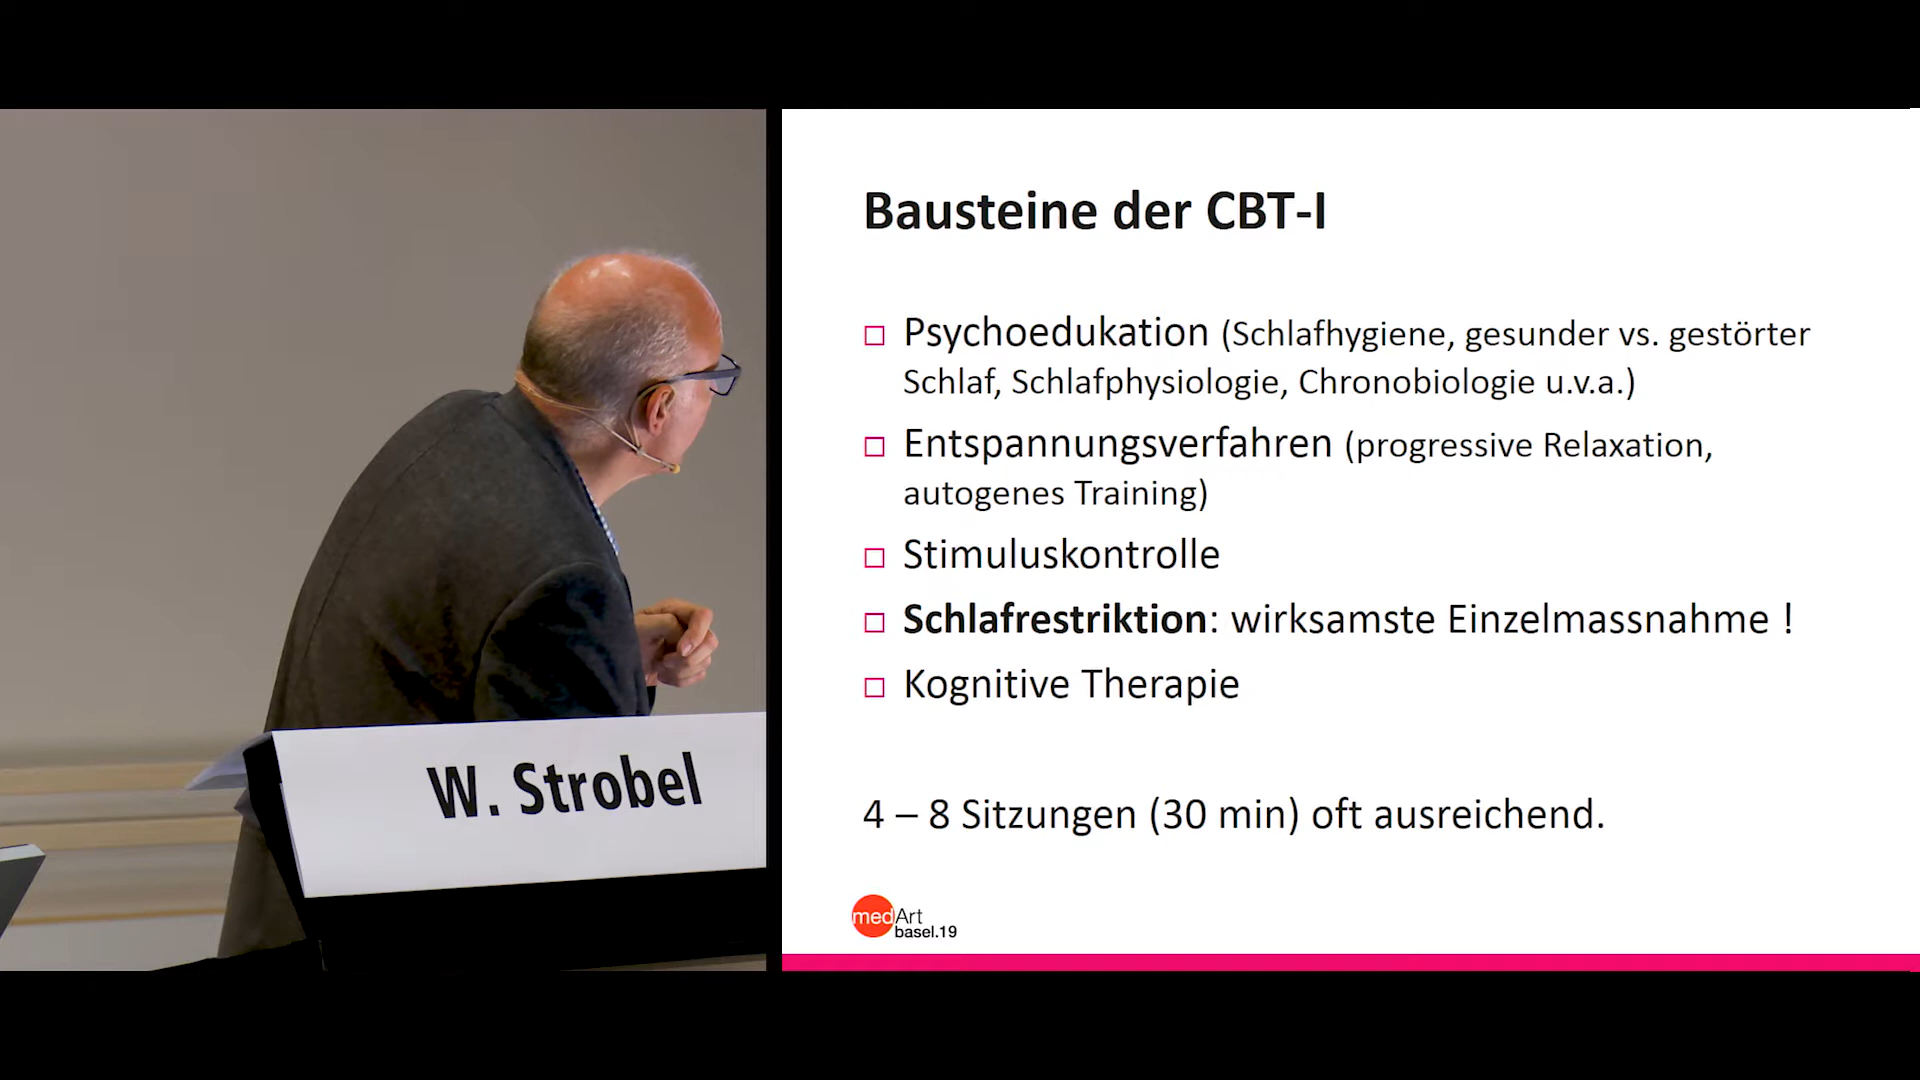 Bausteine der CBT-I
Psychoedukation (Schlafhygiene, gesunder vs. gestörter
Schlaf, Schlafphysiologie, Chronobiologie u.v.a.)
Entspannungsverfahren (progressive Relaxation,
autogenes Training)
Stimuluskontrolle
Schlafrestriktion: wirksamste Einzelmassnahme !
Kognitive Therapie
4 – 8 Sitzungen (30 min) oft ausreichend.
medArt
basel.19
W. Strobel